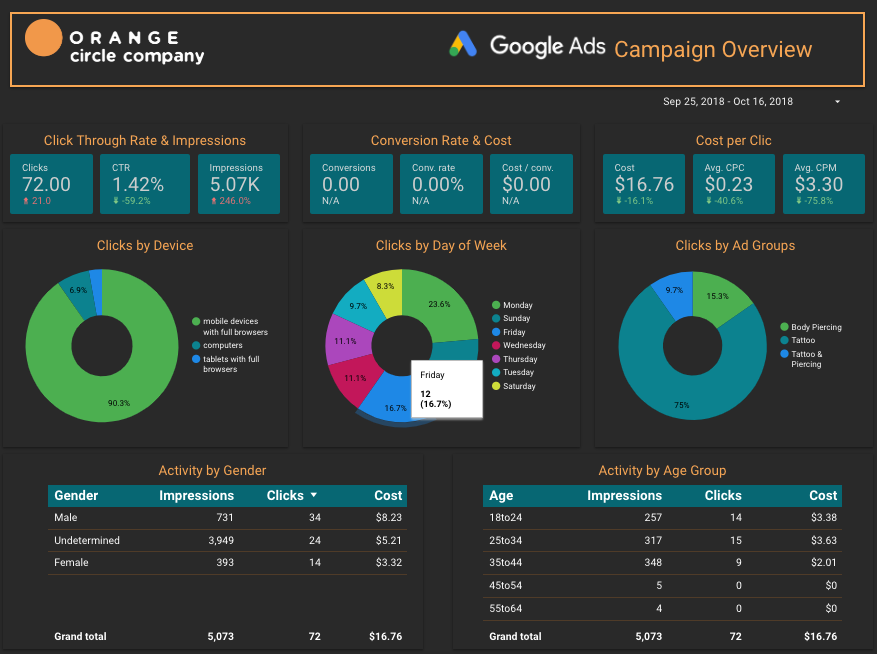 ORANGE
circle company
Google Ads Campaign Overview
Sep 25, 2018 - Oct 16, 2018
Click Through Rate & Impressions
Clicks
72.00
21.0
CTR
1.42%
-59.2%
Impressions
5.07K
246.0%
Conversion Rate & Cost
Conversions
0.00
N/A
Conv. rate
0.00%
N/A
Cost / conv.
$0.00
N/A
Cost per Clic
Cost
$16.76
-16.1%
Avg. CPC
$0.23
-40.6%
Avg. CPM
$3.30
-75.8%
Clicks by Device
6.9%
90.3%
mobile devices
with full browsers
computers
tablets with full
browsers
Clicks by Day of Week
8.3%
23.6%
9.7%
11.1%
11.1%
16.7%
Friday
12
(16.7%)
Monday
Sunday
Friday
Wednesday
Thursday
Tuesday
Saturday
Clicks by Ad Groups
9.7%
15.3%
75%
Body Piercing
Tattoo
Tattoo &
Piercing
Activity by Gender
Gender Impressions Clicks Cost
Male 731 34 $8.23
Undetermined 3,949 24 $5.21
Female 393 14 $3.32
Grand total 5,073 72 $16.76
Activity by Age Group
Age Impressions Clicks Cost
18to24 257 14 $3.38
25to34 317 15 $3.63
35to44 348 9 $2.01
45to54 5 0 $0
55to64 4 0 $0
Grand total 5,073 72 $16.76